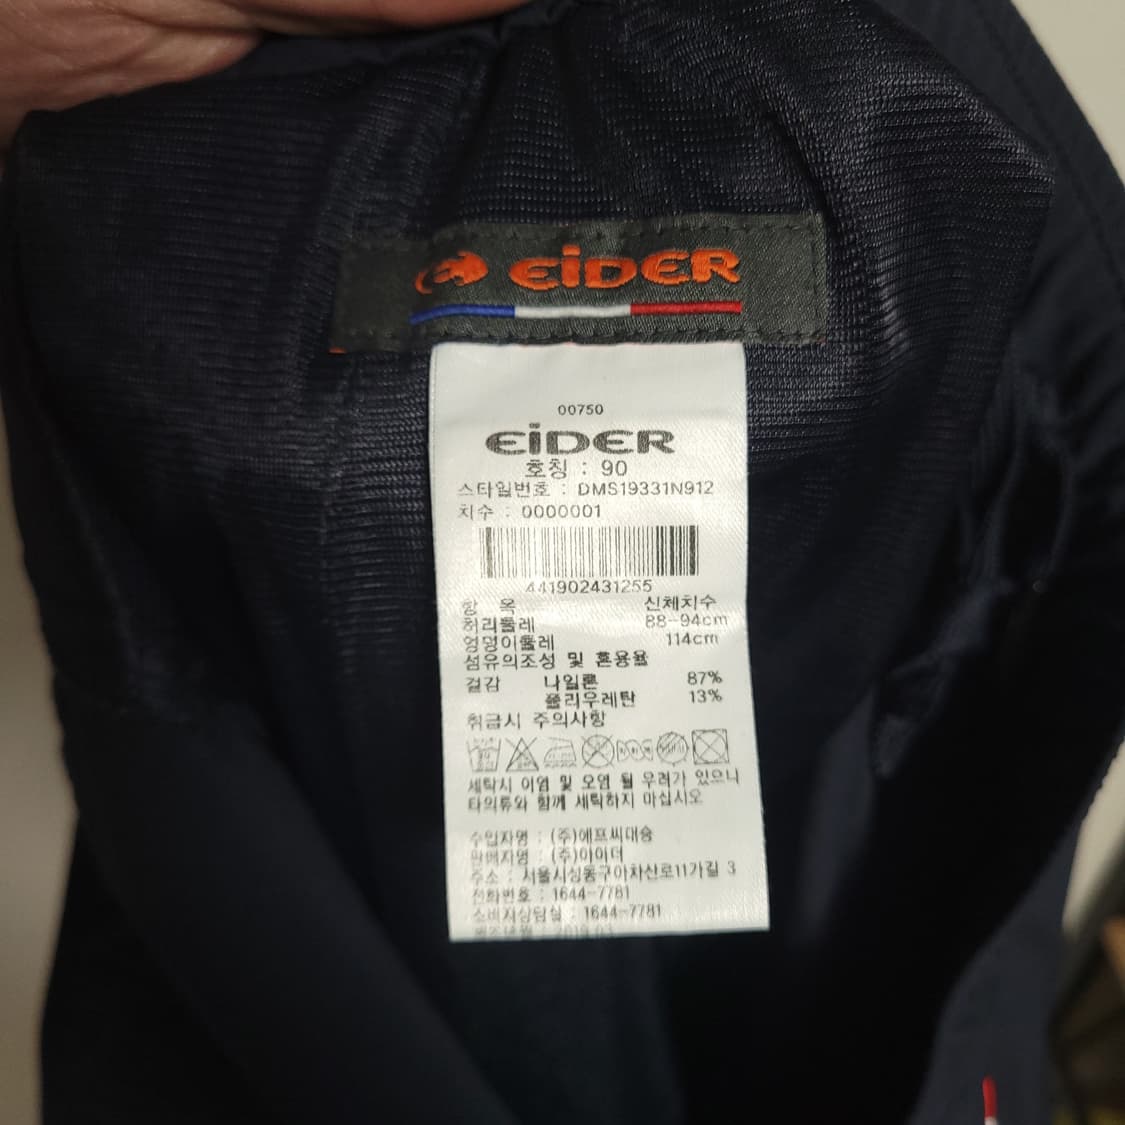 EiDER
00750
EiDER
호칭 : 90
스타일번호 : DMS19331N912
치수 : 0000001
441902431255
항 목 신체치수
허리둘레 88-94cm
엉덩이둘레 114cm
섬유의조성 및 혼용율
겉감 나일론 87%
폴리우레탄 13%
취급시 주의사항
세탁시 이염 및 오염 될 우려가 있으니
타의류와 함께 세탁하지 마십시오
수입자명 : (주)에프씨대승
판매자명 : (주)아이더
주소 : 서울시성동구아차산로11가길 3
전화번호 : 1644-7781
소비자상담실 : 1644-7781
제조년월 : 2019.03